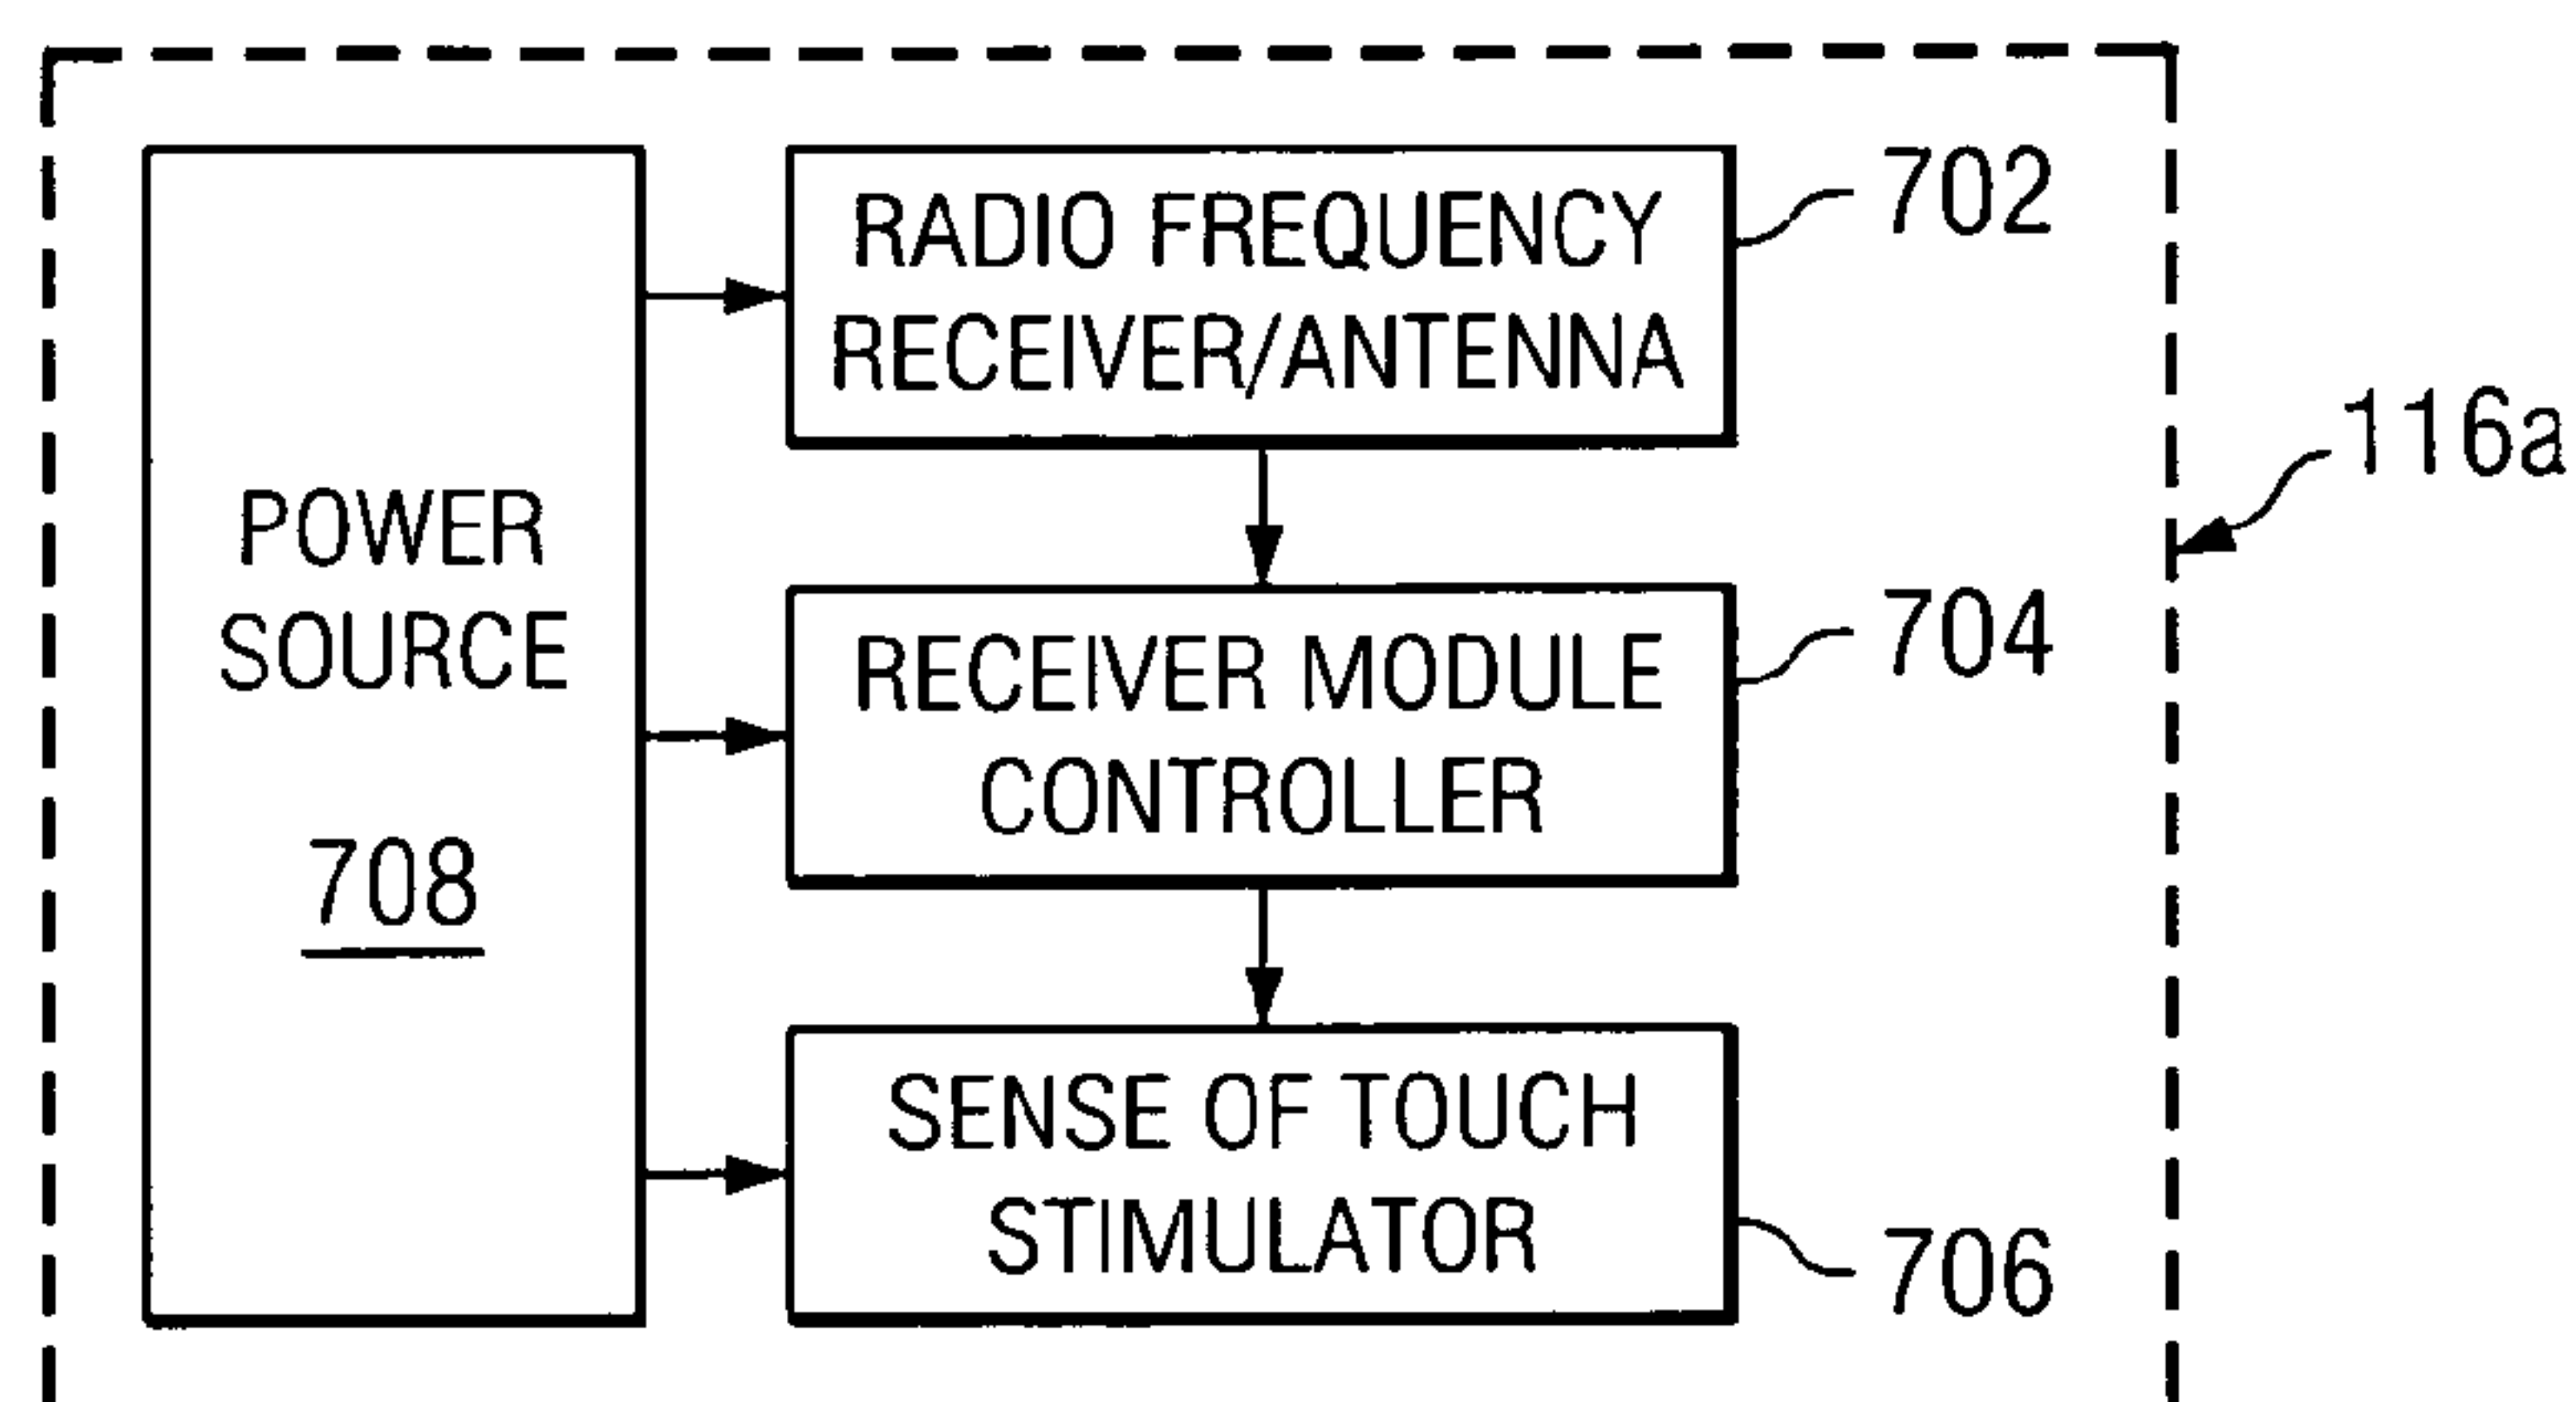 POWER
SOURCE
708
RADIO FREQUENCY
RECEIVER/ANTENNA
702
RECEIVER MODULE
CONTROLLER
704
SENSE OF TOUCH
STIMULATOR
706
116a